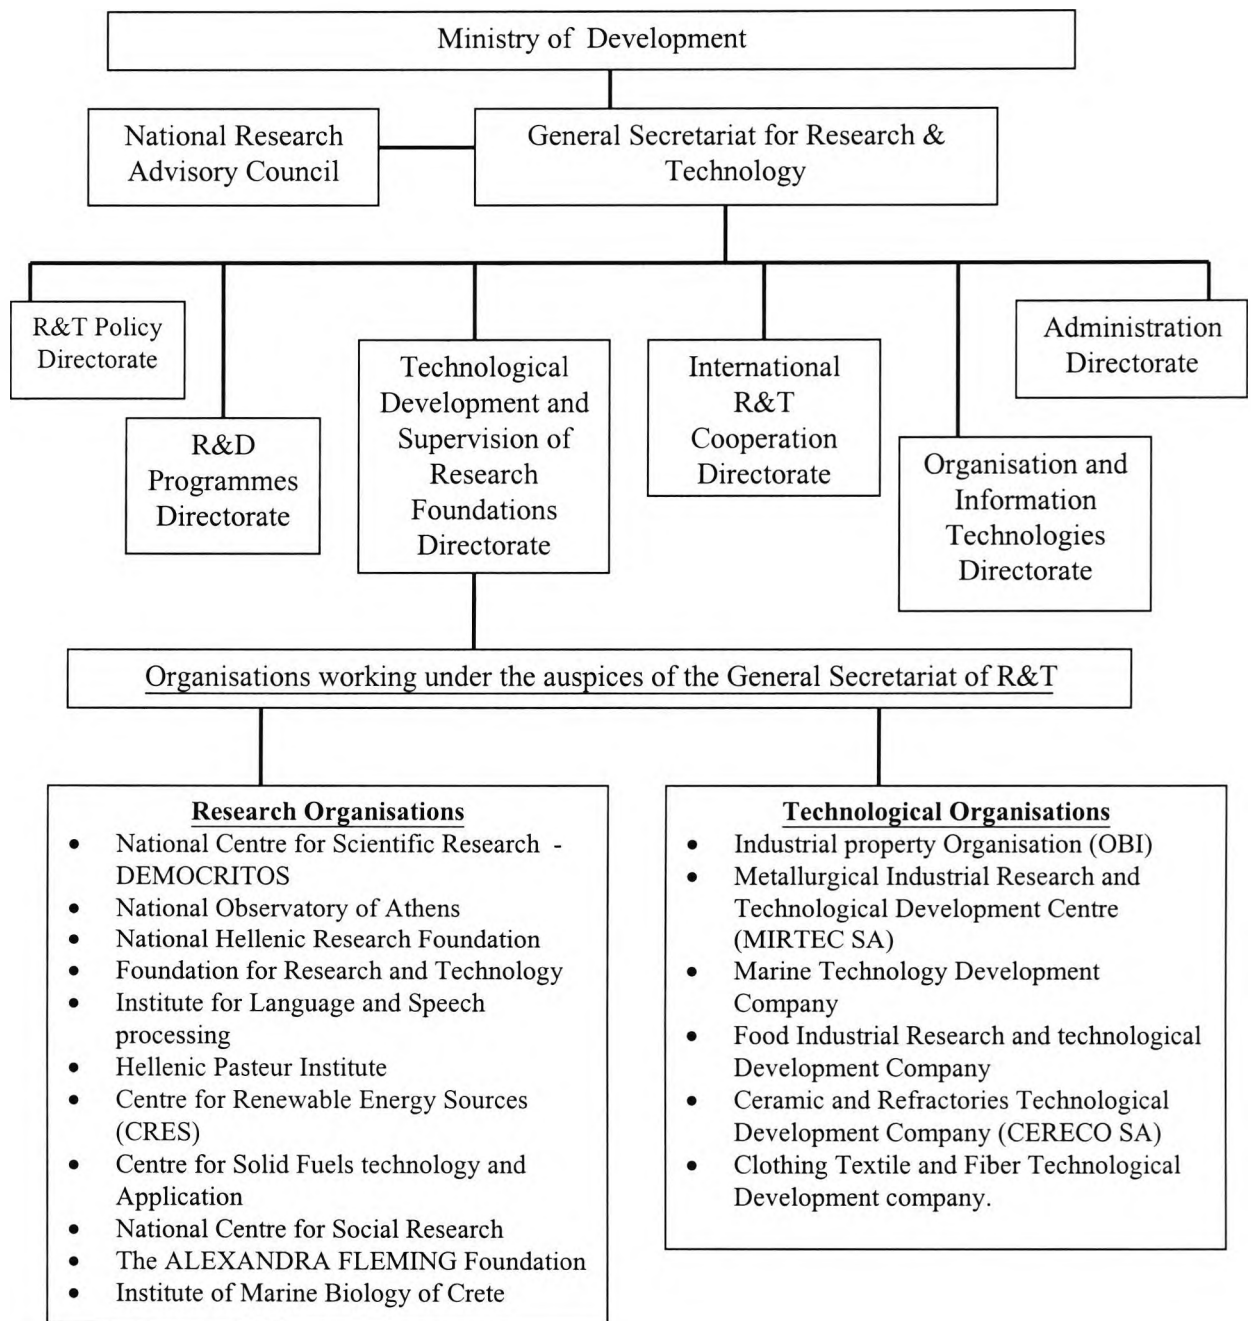 Ministry of Development
National Research
Advisory Council
General Secretariat for Research &
Technology
R&T Policy
Directorate
R&D
Programmes
Directorate
Technological
Development and
Supervision of
Research
Foundations
Directorate
International
R&T
Cooperation
Directorate
Organisation and
Information
Technologies
Directorate
Administration
Directorate
Organisations working under the auspices of the General Secretariat of R&T
Research Organisations
• National Centre for Scientific Research -
DEMOCRITOS
• National Observatory of Athens
• National Hellenic Research Foundation
• Foundation for Research and Technology
• Institute for Language and Speech
processing
• Hellenic Pasteur Institute
• Centre for Renewable Energy Sources
(CRES)
• Centre for Solid Fuels technology and
Application
• National Centre for Social Research
• The ALEXANDRA FLEMING Foundation
• Institute of Marine Biology of Crete
Technological Organisations
• Industrial property Organisation (OBI)
• Metallurgical Industrial Research and
Technological Development Centre
(MIRTEC SA)
• Marine Technology Development
Company
• Food Industrial Research and technological
Development Company
• Ceramic and Refractories Technological
Development Company (CERECO SA)
• Clothing Textile and Fiber Technological
Development company.